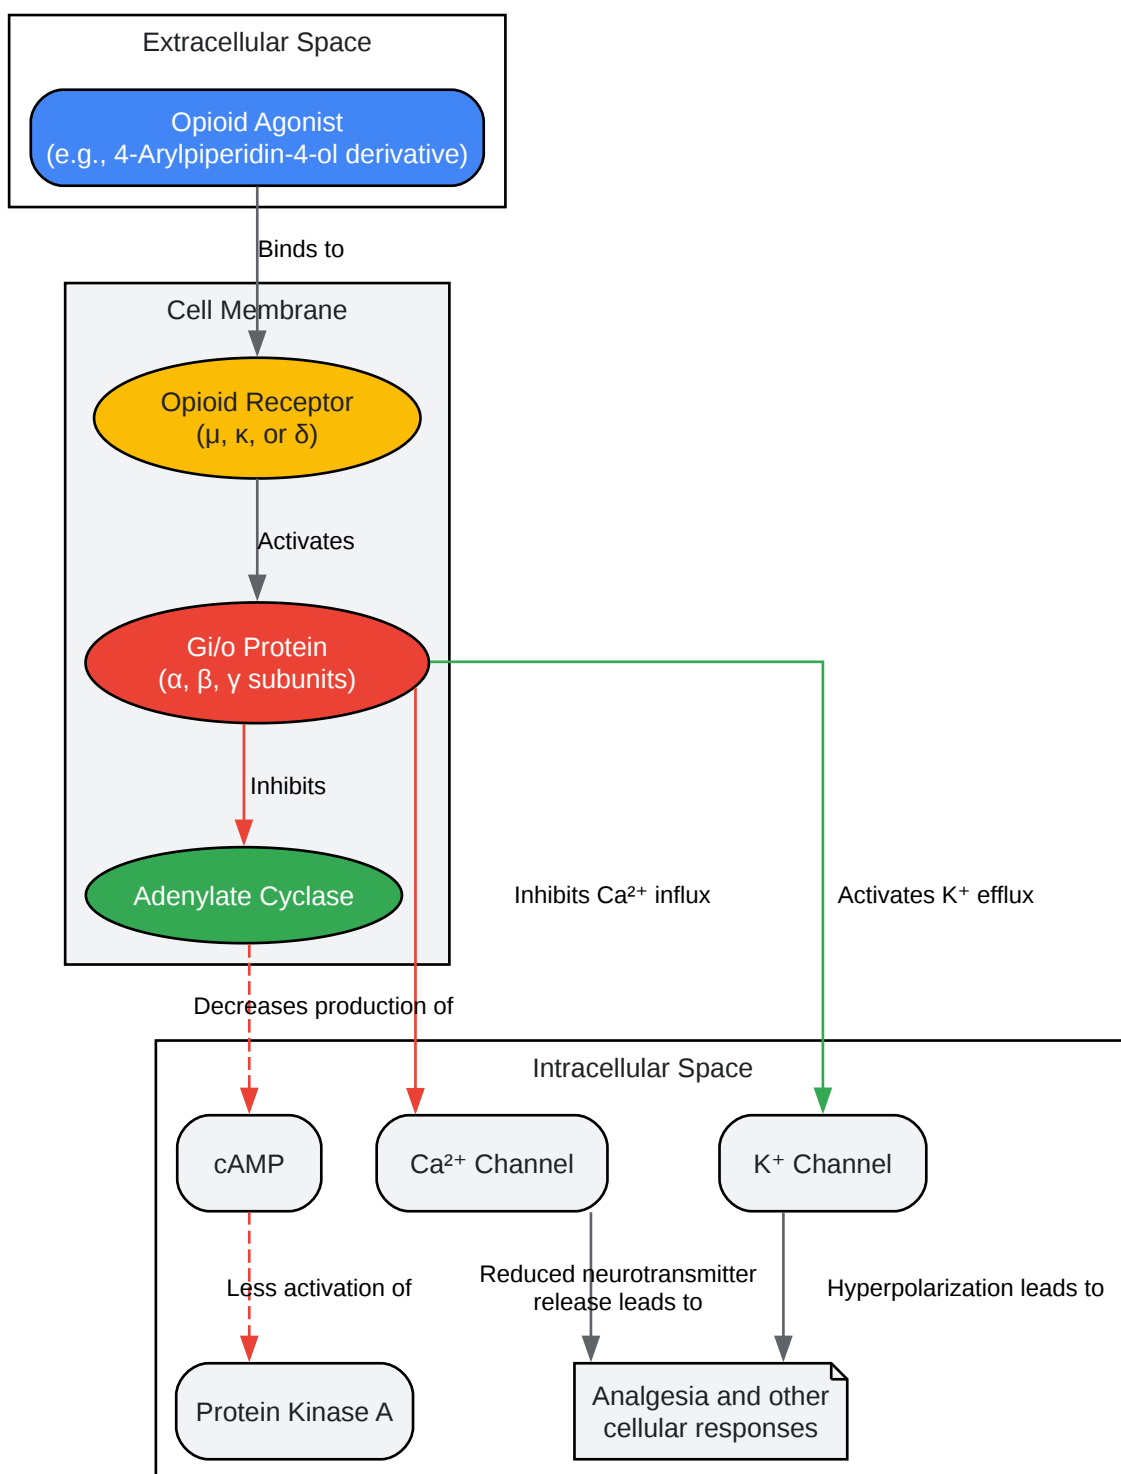 Extracellular Space
Opioid Agonist
(e.g., 4-Arylpiperidin-4-ol derivative)
Binds to
Cell Membrane
Opioid Receptor
(μ, κ, or δ)
Activates
Gi/o Protein
(α, β, γ subunits)
Inhibits
Adenylate Cyclase
Inhibits Ca²⁺ influx
Activates K⁺ efflux
Decreases production of
Intracellular Space
cAMP
Ca²⁺ Channel
K⁺ Channel
Less activation of
Reduced neurotransmitter
release leads to
Hyperpolarization leads to
Protein Kinase A
Analgesia and other
cellular responses